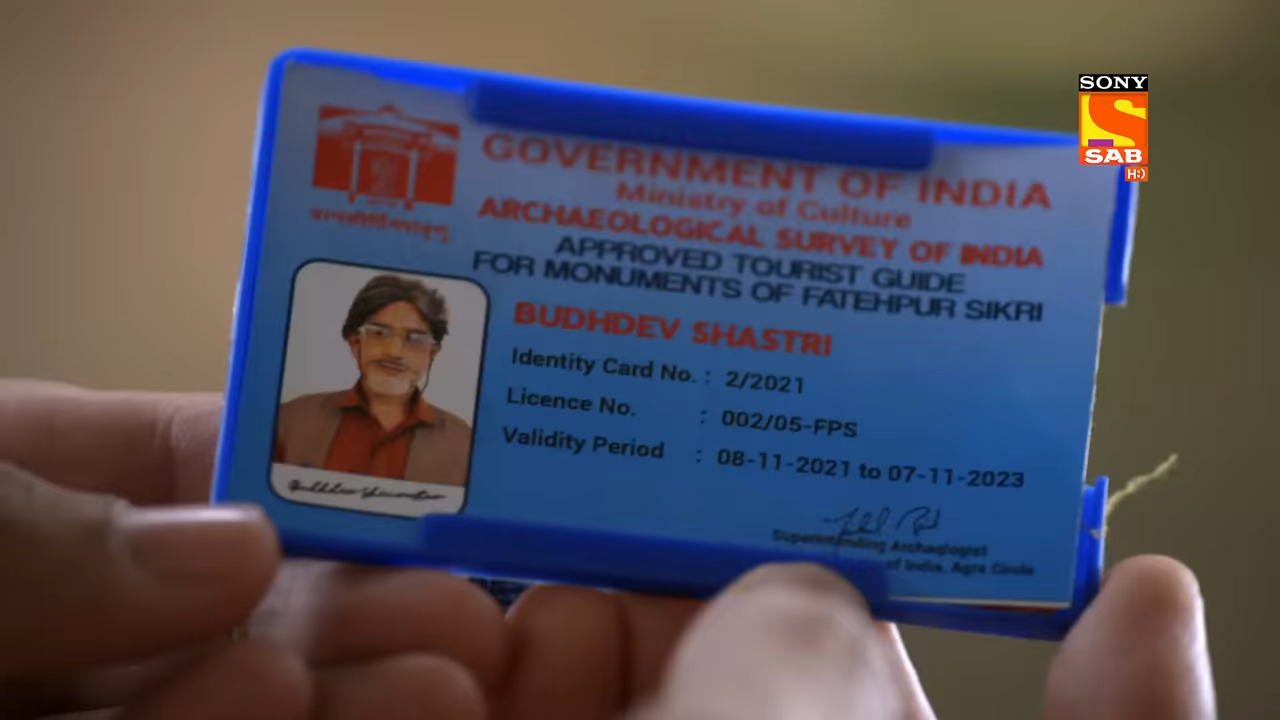 SONY
SAB
HD
GOVERNMENT OF INDIA
Ministry of Culture
ARCHAEOLOGICAL SURVEY OF INDIA
APPROVED TOURIST GUIDE
FOR MONUMENTS OF FATEHPUR SIKRI
BUDHDEV SHASTRI
Identity Card No. : 2/2021
Licence No. : 002/05-FPS
Validity Period : 08-11-2021 to 07-11-2023
Superintending Archaeologist
of India, Agra Circle